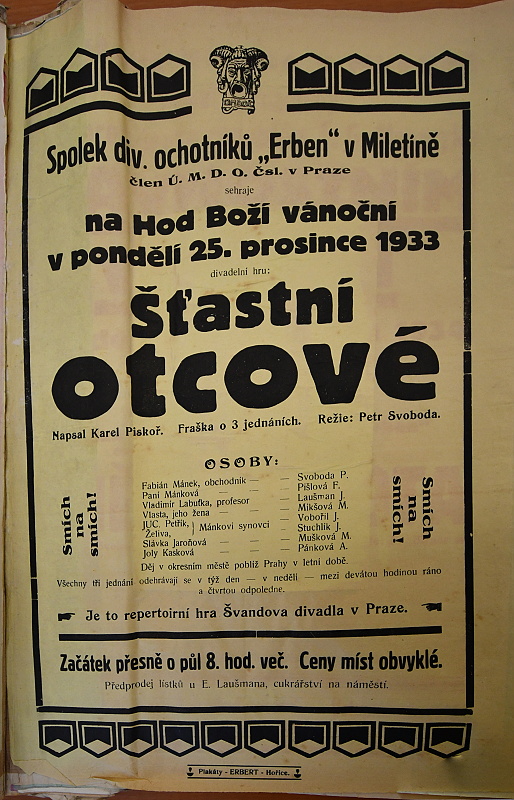 Spolek div. ochotníků „Erben“ v Miletíně
člen Ú. M. D. O. Čsl. v Praze
sehraje
na Hod Boží vánoční
v pondělí 25. prosince 1933
divadelní hru:
Šťastní
otcové
Napsal Karel Piskoř. Fraška o 3 jednáních. Režie: Petr Svoboda.
OSOBY:
Smích na smích!
Fabián Mánek, obchodník — — Svoboda P.
Paní Mánková — — — Pišlová F.
Vladimír Labuťka, profesor — Laušman J.
Vlasta, jeho žena — — — Mikšová M.
JUC. Petřík, } Mánkovi synovci — Vobořil J.
Želiva, — Stuchlík J.
Slávka Jaroňová — — — Mušková M.
Joly Kasková — — — Pánková A.
Smích na smích!
Děj v okresním městě poblíž Prahy v letní době.
Všechny tři jednání odehrávají se v týž den — v neděli — mezi devátou hodinou ráno
a čtvrtou odpoledne.
Je to repertoirní hra Švandova divadla v Praze.
Začátek přesně o půl 8. hod. več. Ceny míst obvyklé.
Předprodej lístků u E. Laušmana, cukrářství na náměstí.
Plakáty - ERBERT - Hořice.